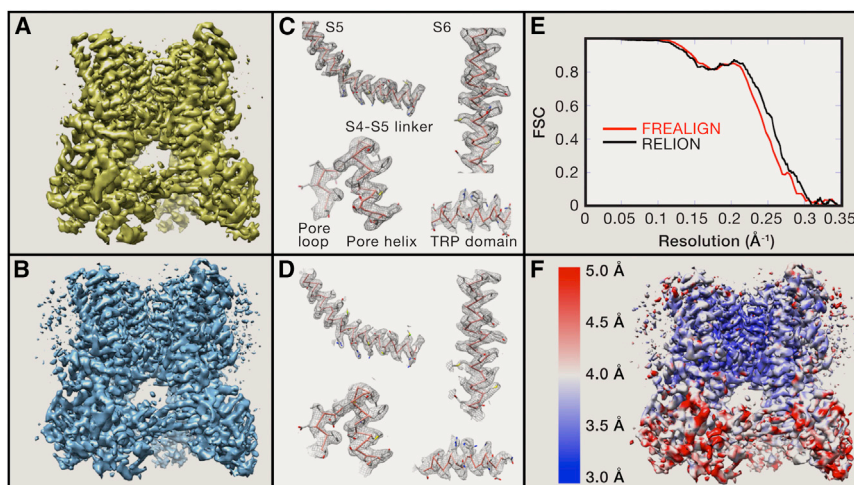 A
B
C
S5
S6
S4-S5 linker
Pore
loop
Pore helix
TRP domain
D
E
FSC
0.8
0.6
0.4
0.2
0
FREALIGN
RELION
0
0.05
0.1
0.15
0.2
0.25
0.3
0.35
Resolution (Å⁻¹)
F
5.0 Å
4.5 Å
4.0 Å
3.5 Å
3.0 Å